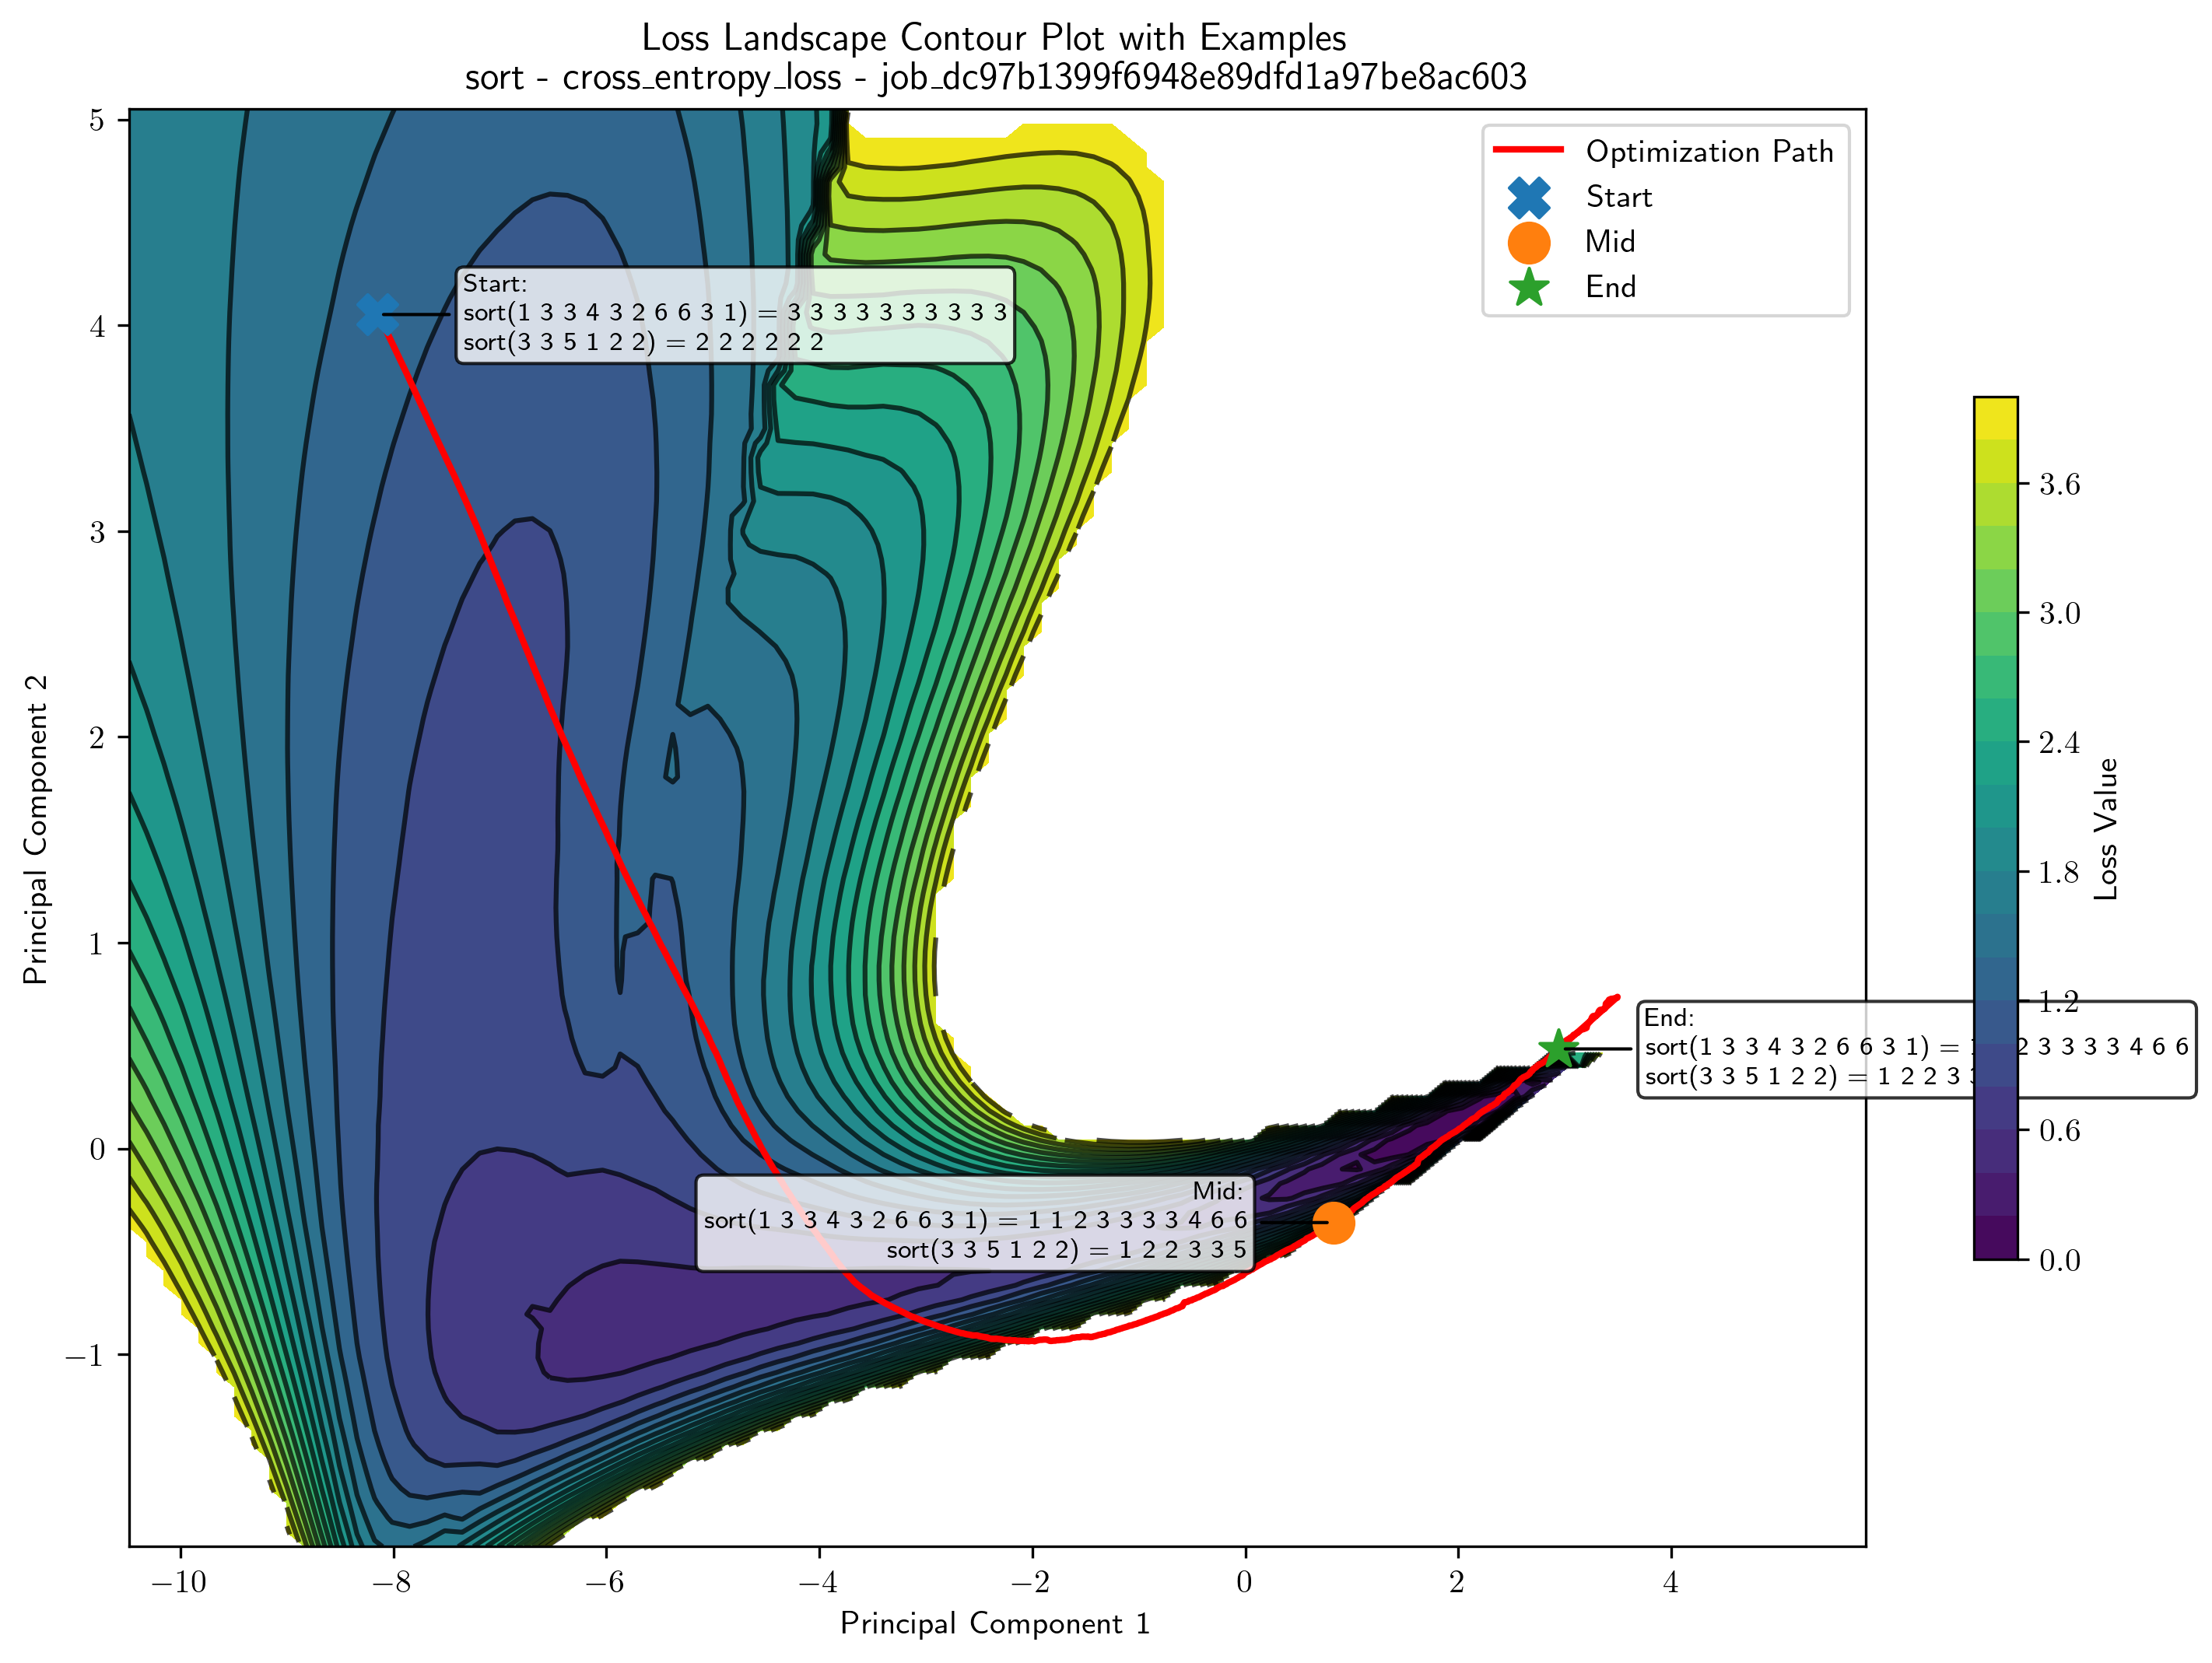 Loss Landscape Contour Plot with Examples
sort - cross_entropy_loss - job_dc97b1399f6948e89dfd1a97be8ac603
Optimization Path
Start
Mid
End
Start:
sort(1 3 3 4 3 2 6 6 3 1) = 3 3 3 3 3 3 3 3 3 3
sort(3 3 5 1 2 2) = 2 2 2 2 2 2
Mid:
sort(1 3 3 4 3 2 6 6 3 1) = 1 1 2 3 3 3 3 4 6 6
sort(3 3 5 1 2 2) = 1 2 2 3 3 5
End:
sort(1 3 3 4 3 2 6 6 3 1) = 1 2 3 3 3 3 4 6 6
sort(3 3 5 1 2 2) = 1 2 2 3 3
5
4
3
2
1
0
−1
Principal Component 2
−10
−8
−6
−4
−2
0
2
4
Principal Component 1
3.6
3.0
2.4
1.8
1.2
0.6
0.0
Loss Value